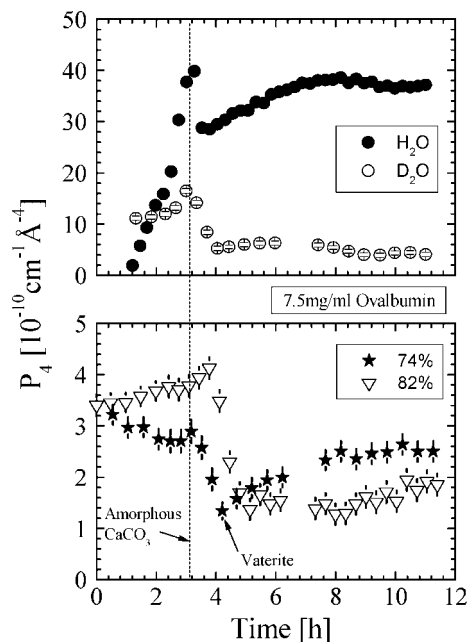 50
40
30
20
10
0
H₂O
D₂O
P₄ [10⁻¹⁰cm⁻¹ Å⁻⁴]
7.5mg/ml Ovalbumin
5
4
3
2
1
0
74%
82%
Amorphous
CaCO₃
Vaterite
0 2 4 6 8 10 12
Time [h]